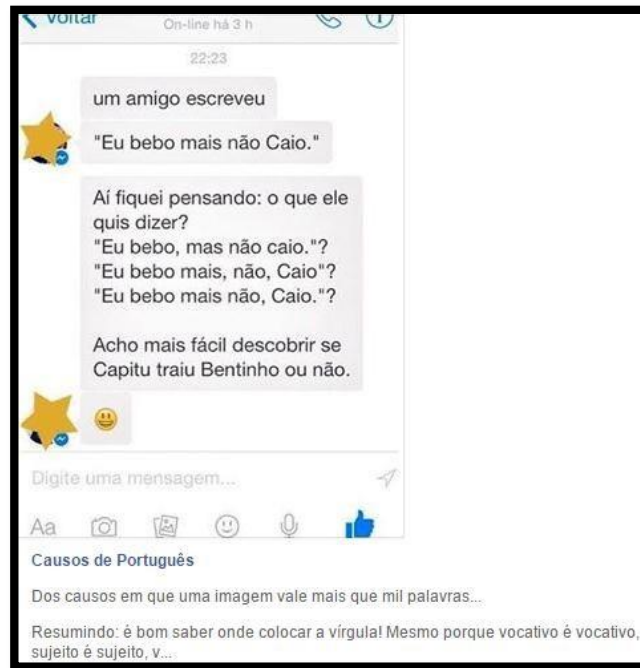 Voltar
On-line há 3 h
22:23
um amigo escreveu
"Eu bebo mais não Caio."
Aí fiquei pensando: o que ele
quis dizer?
"Eu bebo, mas não caio."?
"Eu bebo mais, não, Caio"?
"Eu bebo mais não, Caio."?
Acho mais fácil descobrir se
Capitu traiu Bentinho ou não.
Digite uma mensagem...
Aa
Causos de Português
Dos causos em que uma imagem vale mais que mil palavras...
Resumindo: é bom saber onde colocar a vírgula! Mesmo porque vocativo é vocativo,
sujeito é sujeito, v...